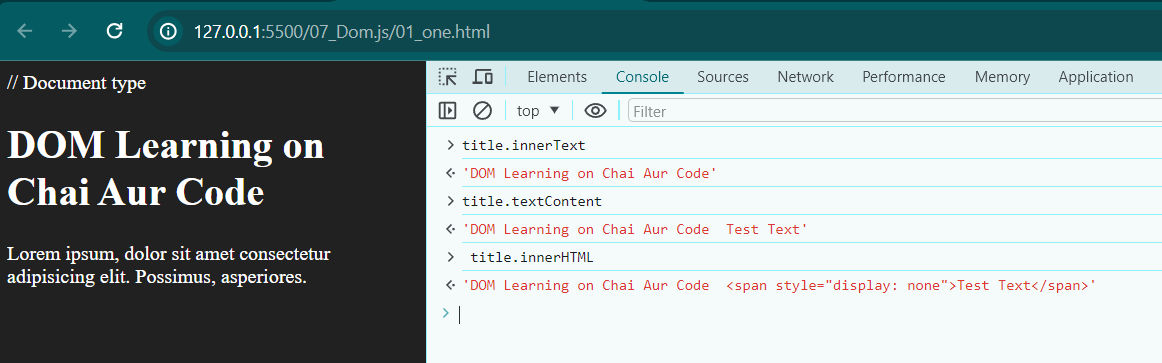 127.0.0.1:5500/07_Dom.js/01_one.html
// Document type
DOM Learning on
Chai Aur Code
Lorem ipsum, dolor sit amet consectetur
adipisicing elit. Possimus, asperiores.
Elements Console Sources Network Performance Memory Application
top Filter
title.innerText
'DOM Learning on Chai Aur Code'
title.textContent
'DOM Learning on Chai Aur Code  Test Text'
title.innerHTML
'DOM Learning on Chai Aur Code  <span style="display: none">Test Text</span>'